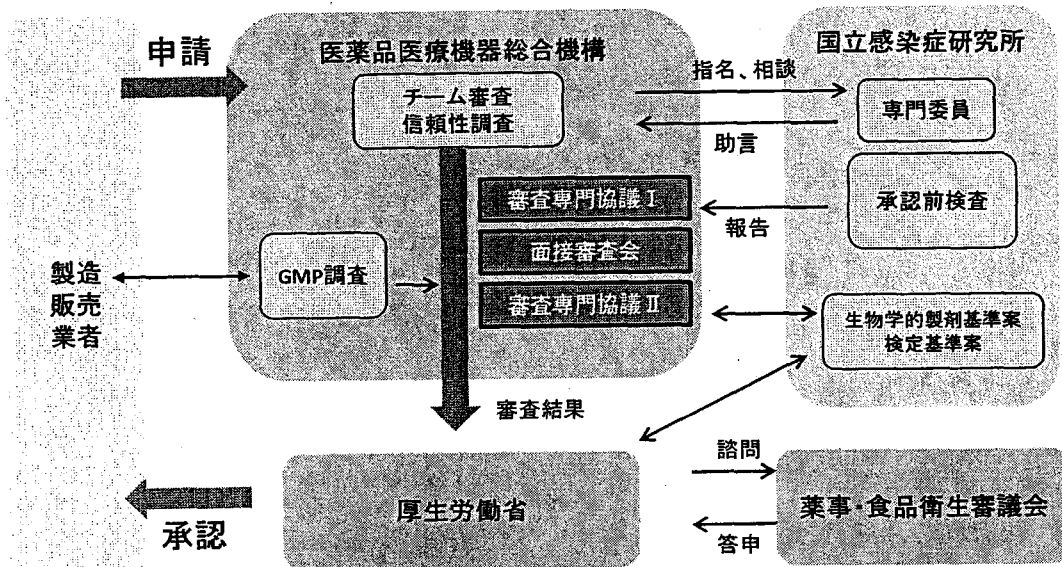 申請
医薬品医療機器総合機構
チーム審査
信頼性調査
審査専門協議Ⅰ
面接審査会
審査専門協議Ⅱ
GMP調査
製造
販売
業者
指名、相談
助言
報告
国立感染症研究所
専門委員
承認前検査
生物学的製剤基準案
検定基準案
審査結果
厚生労働省
諮問
答申
薬事・食品衛生審議会
承認